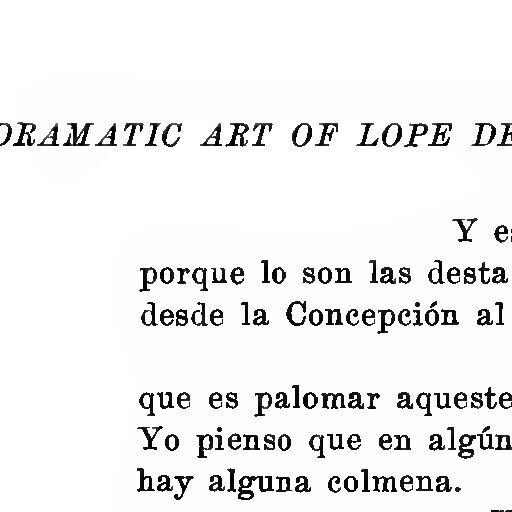 DRAMATIC ART OF LOPE DE
Y es
porque lo son las desta
desde la Concepción al
que es palomar aqueste
Yo pienso que en algún
hay alguna colmena.